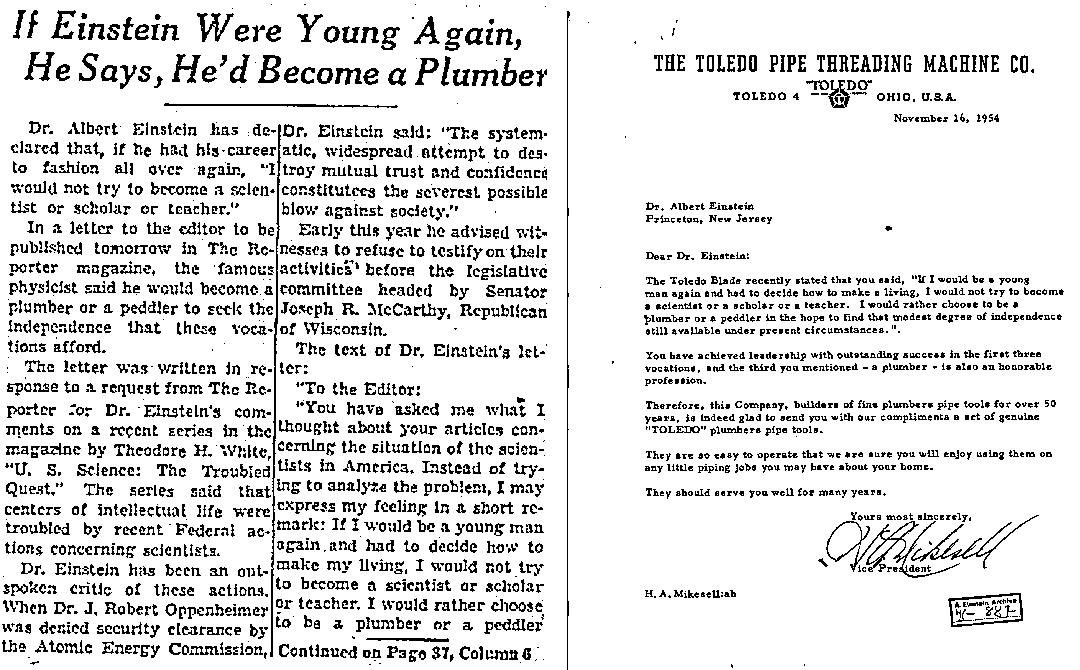 If Einstein Were Young Again,
He Says, He'd Become a Plumber
Dr. Albert Einstein has de-
clared that, if he had his career
to fashion all over again, "I
would not try to become a scien-
tist or scholar or teacher."
In a letter to the editor to be
published tomorrow in The Re-
porter magazine, the famous
physicist said he would become a
plumber or a peddler to seek the
independence that these voca-
tions afford.
The letter was written in re-
sponse to a request from The Re-
porter for Dr. Einstein's com-
ments on a recent series in the
magazine by Theodore H. White,
"U. S. Science: The Troubled
Quest." The series said that
centers of intellectual life were
troubled by recent Federal ac-
tions concerning scientists.
Dr. Einstein has been an out-
spoken critic of these actions.
When Dr. J. Robert Oppenheimer
was denied security clearance by
the Atomic Energy Commission,
Dr. Einstein said: "The system-
atic, widespread attempt to des-
troy mutual trust and confidence
constitutees the severest possible
blow against society."
Early this year he advised wit-
nesses to refuse to testify on their
activities' before the legislative
committee headed by Senator
Joseph R. McCarthy, Republican
of Wisconsin.
The text of Dr. Einstein's let-
ter:
"To the Editor:
"You have asked me what I
thought about your articles con-
cerning the situation of the scien-
tists in America. Instead of try-
ing to analyze the problem, I may
express my feeling in a short re-
mark: If I would be a young man
again and had to decide how to
make my living, I would not try
to become a scientist or scholar
or teacher. I would rather choose
to be a plumber or a peddler
Continued on Page 37, Column 6
THE TOLEDO PIPE THREADING MACHINE CO.
"TOLEDO"
TOLEDO 4 OHIO, U.S.A.
November 16, 1954
Dr. Albert Einstein
Princeton, New Jersey
Dear Dr. Einstein:
The Toledo Blade recently stated that you said, "If I would be a young
man again and had to decide how to make a living, I would not try to become
a scientist or a scholar or a teacher. I would rather choose to be a
plumber or a peddler in the hope to find that modest degree of independence
still available under present circumstances.".
You have achieved leadership with outstanding success in the first three
vocations, and the third you mentioned - a plumber - is also an honorable
profession.
Therefore, this Company, builders of fine plumbers pipe tools for over 50
years, is indeed glad to send you with our compliments a set of genuine
"TOLEDO" plumbers pipe tools.
They are so easy to operate that we are sure you will enjoy using them on
any little piping jobs you may have about your home.
They should serve you well for many years.
Yours most sincerely,
H A Mikesell
Vice President
H. A. Mikesell:ah
A. Einstein Archive
41-887